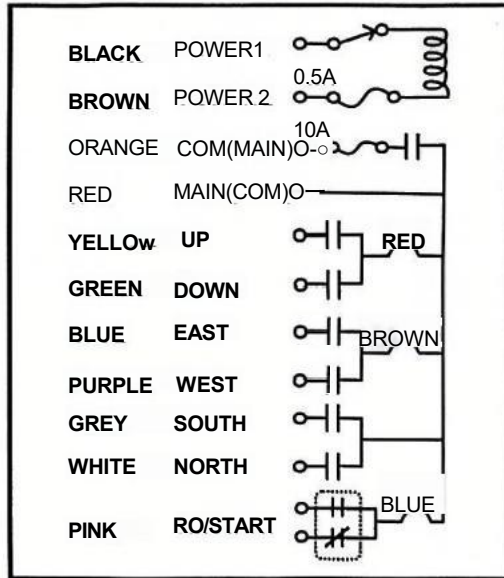 BLACK POWER1
0.5A
BROWN POWER 2
10A
ORANGE COM(MAIN)O-○
RED MAIN(COM)O
YELLOw UP RED
GREEN DOWN
BLUE EAST BROWN
PURPLE WEST
GREY SOUTH
WHITE NORTH
BLUE
PINK RO/START